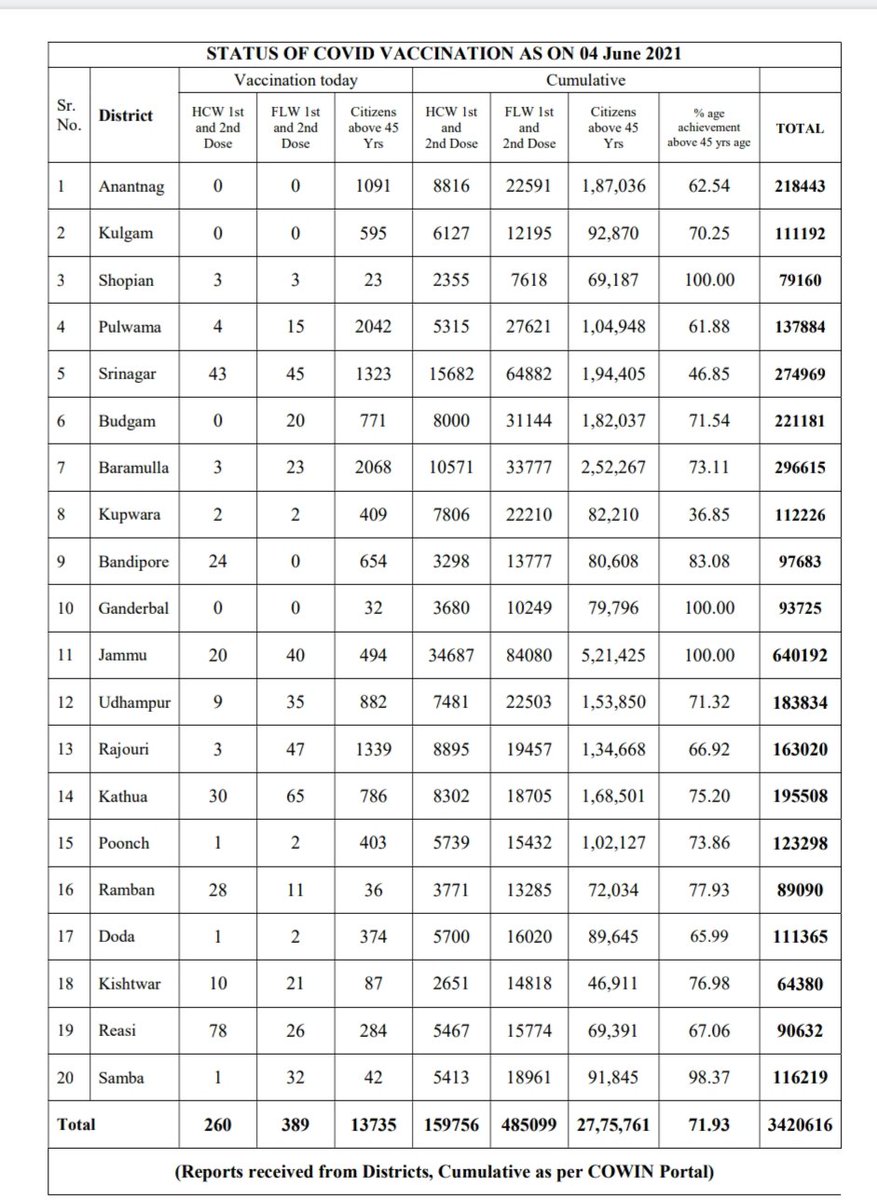 STATUS OF COVID VACCINATION AS ON 04 June 2021
Sr. No. District Vaccination today Cumulative
HCW 1st and 2nd Dose FLW 1st and 2nd Dose Citizens above 45 Yrs HCW 1st and 2nd Dose FLW 1st and 2nd Dose Citizens above 45 Yrs % age achievement above 45 yrs age TOTAL
1 Anantnag 0 0 1091 8816 22591 1,87,036 62.54 218443
2 Kulgam 0 0 595 6127 12195 92,870 70.25 111192
3 Shopian 3 3 23 2355 7618 69,187 100.00 79160
4 Pulwama 4 15 2042 5315 27621 1,04,948 61.88 137884
5 Srinagar 43 45 1323 15682 64882 1,94,405 46.85 274969
6 Budgam 0 20 771 8000 31144 1,82,037 71.54 221181
7 Baramulla 3 23 2068 10571 33777 2,52,267 73.11 296615
8 Kupwara 2 2 409 7806 22210 82,210 36.85 112226
9 Bandipore 24 0 654 3298 13777 80,608 83.08 97683
10 Ganderbal 0 0 32 3680 10249 79,796 100.00 93725
11 Jammu 20 40 494 34687 84080 5,21,425 100.00 640192
12 Udhampur 9 35 882 7481 22503 1,53,850 71.32 183834
13 Rajouri 3 47 1339 8895 19457 1,34,668 66.92 163020
14 Kathua 30 65 786 8302 18705 1,68,501 75.20 195508
15 Poonch 1 2 403 5739 15432 1,02,127 73.86 123298
16 Ramban 28 11 36 3771 13285 72,034 77.93 89090
17 Doda 1 2 374 5700 16020 89,645 65.99 111365
18 Kishtwar 10 21 87 2651 14818 46,911 76.98 64380
19 Reasi 78 26 284 5467 15774 69,391 67.06 90632
20 Samba 1 32 42 5413 18961 91,845 98.37 116219
Total 260 389 13735 159756 485099 27,75,761 71.93 3420616
(Reports received from Districts, Cumulative as per COWIN Portal)